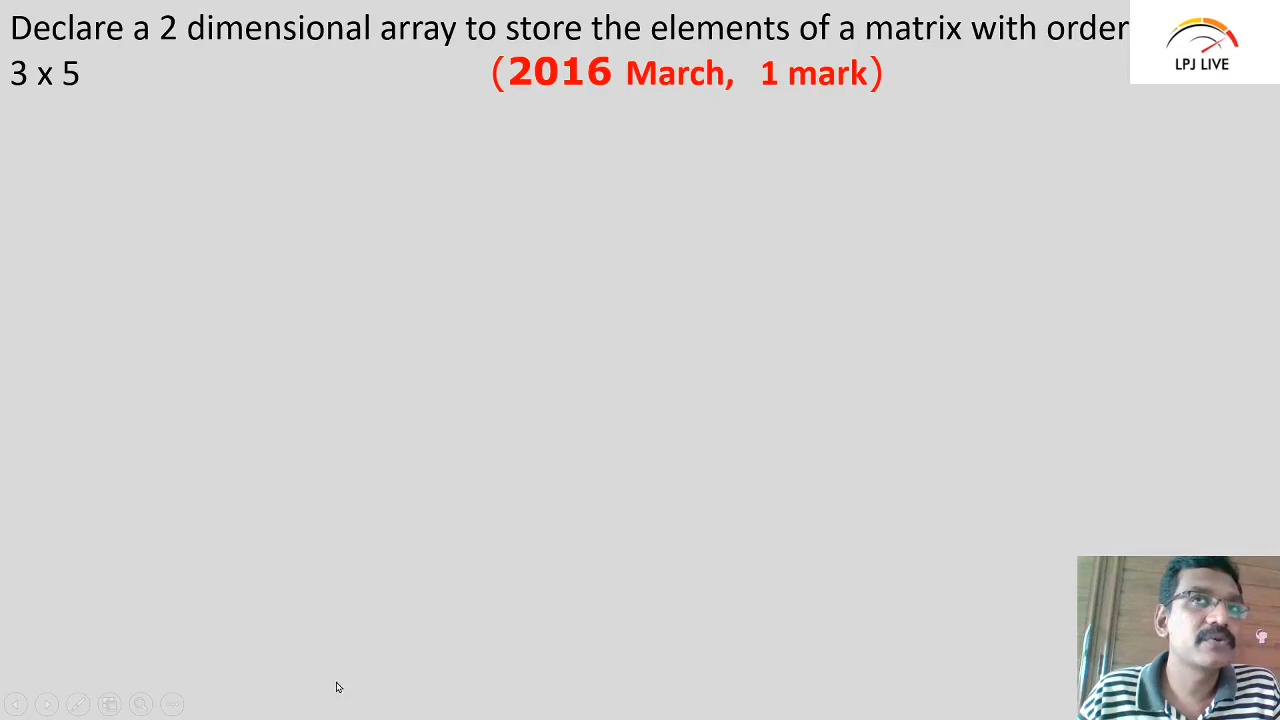 Declare a 2 dimensional array to store the elements of a matrix with order
3 x 5 (2016 March, 1 mark)
LPJ LIVE